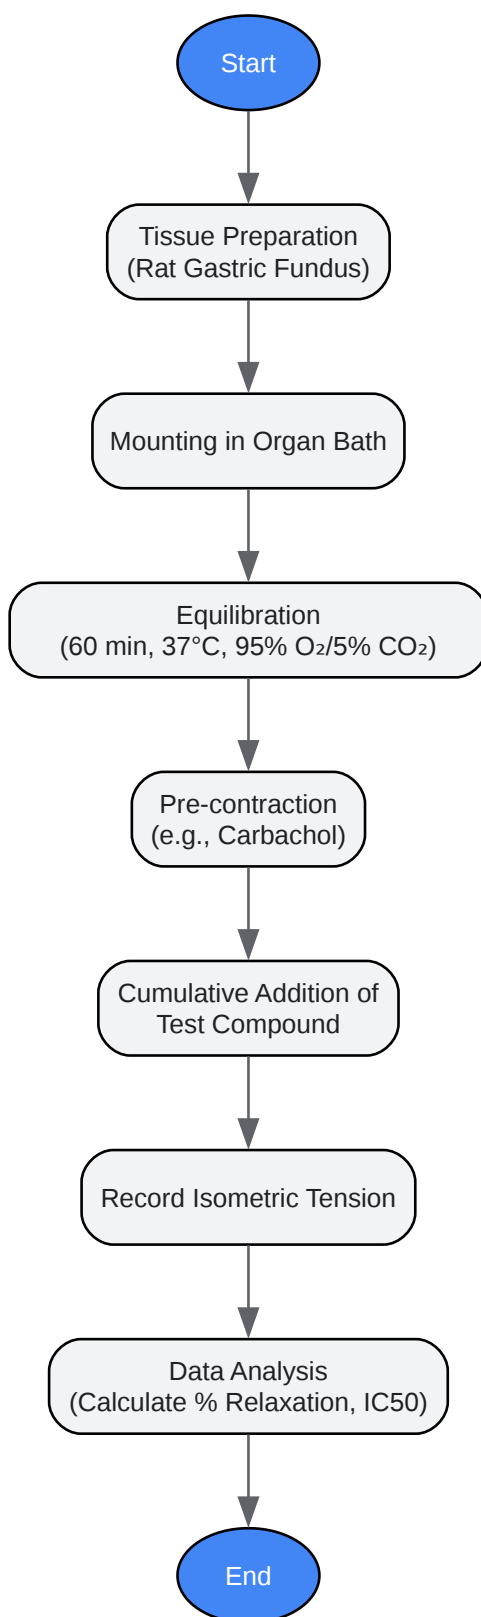 Start
Tissue Preparation
(Rat Gastric Fundus)
Mounting in Organ Bath
Equilibration
(60 min, 37°C, 95% O₂/5% CO₂)
Pre-contraction
(e.g., Carbachol)
Cumulative Addition of
Test Compound
Record Isometric Tension
Data Analysis
(Calculate % Relaxation, IC50)
End